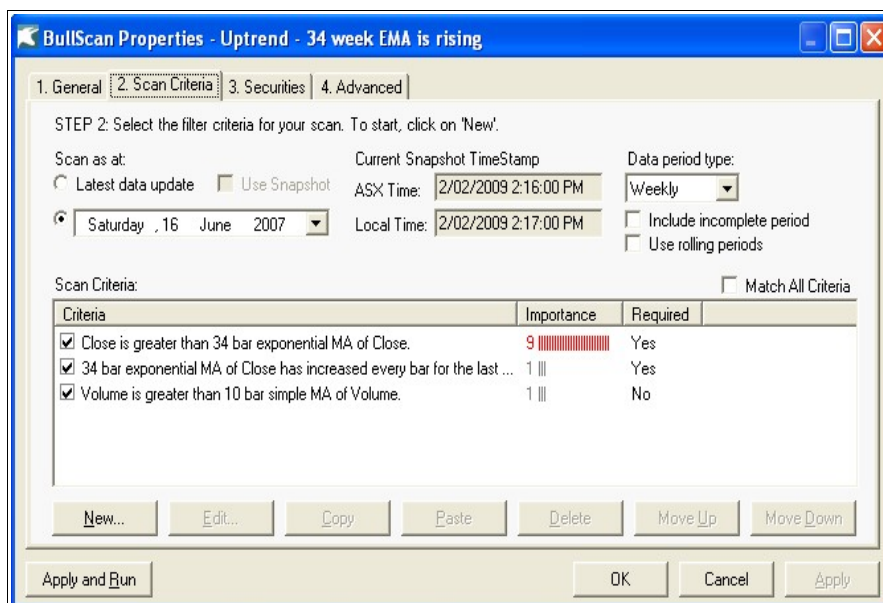 BullScan Properties - Uptrend - 34 week EMA is rising
1. General 2. Scan Criteria 3. Securities 4. Advanced
STEP 2: Select the filter criteria for your scan. To start, click on 'New'.
Scan as at: Current Snapshot TimeStamp Data period type:
Latest data update Use Snapshot ASX Time: 2/02/2009 2:16:00 PM Weekly
Saturday , 16 June 2007 Local Time: 2/02/2009 2:17:00 PM Include incomplete period
Use rolling periods
Scan Criteria: Match All Criteria
Criteria Importance Required
Close is greater than 34 bar exponential MA of Close. 9 Yes
34 bar exponential MA of Close has increased every bar for the last ... 1 Yes
Volume is greater than 10 bar simple MA of Volume. 1 No
New... Edit... Copy Paste Delete Move Up Move Down
Apply and Run OK Cancel Apply